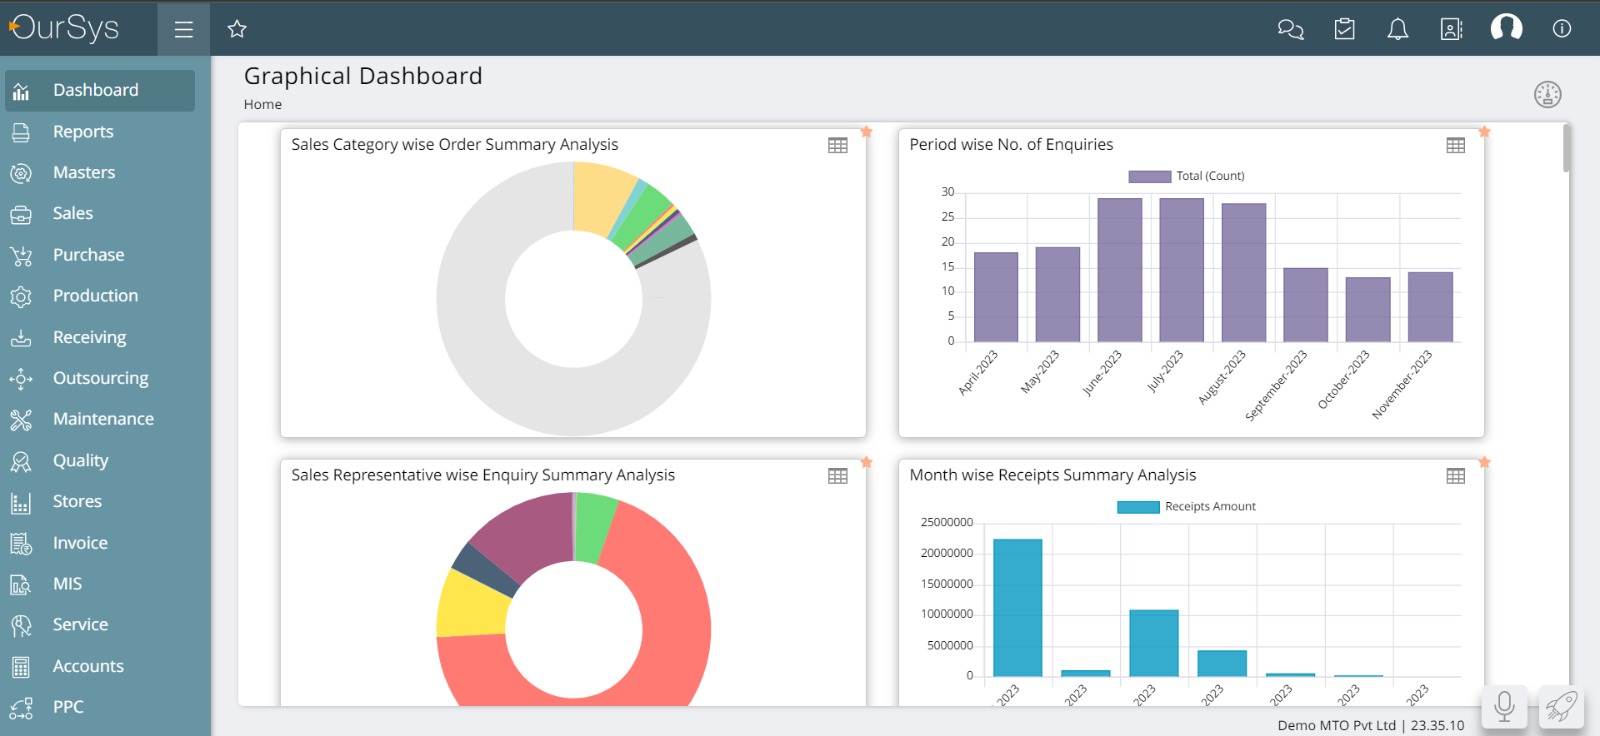 OurSys
Dashboard
Reports
Masters
Sales
Purchase
Production
Receiving
Outsourcing
Maintenance
Quality
Stores
Invoice
MIS
Service
Accounts
PPC
Graphical Dashboard
Home
Sales Category wise Order Summary Analysis
Period wise No. of Enquiries
Total (Count)
30
25
20
15
10
5
0
April-2023
May-2023
June-2023
July-2023
August-2023
September-2023
October-2023
November-2023
Sales Representative wise Enquiry Summary Analysis
Month wise Receipts Summary Analysis
Receipts Amount
25000000
20000000
15000000
10000000
5000000
0
2023
2023
2023
2023
2023
2023
2023
Demo MTO Pvt Ltd | 23.35.10